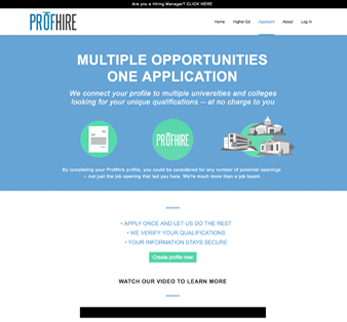 Are you a Hiring Manager? CLICK HERE
PROFHIRE
Home Higher Ed Applicant About Log In
MULTIPLE OPPORTUNITIES
ONE APPLICATION
We connect your profile to multiple universities and colleges
looking for your unique qualifications -- at no charge to you
PROFHIRE
By completing your ProfHire profile, you could be considered for any number of potential openings
– not just the job opening that led you here. We're much more than a job board.
• APPLY ONCE AND LET US DO THE REST
• WE VERIFY YOUR QUALIFICATIONS
• YOUR INFORMATION STAYS SECURE
Create profile now
WATCH OUR VIDEO TO LEARN MORE